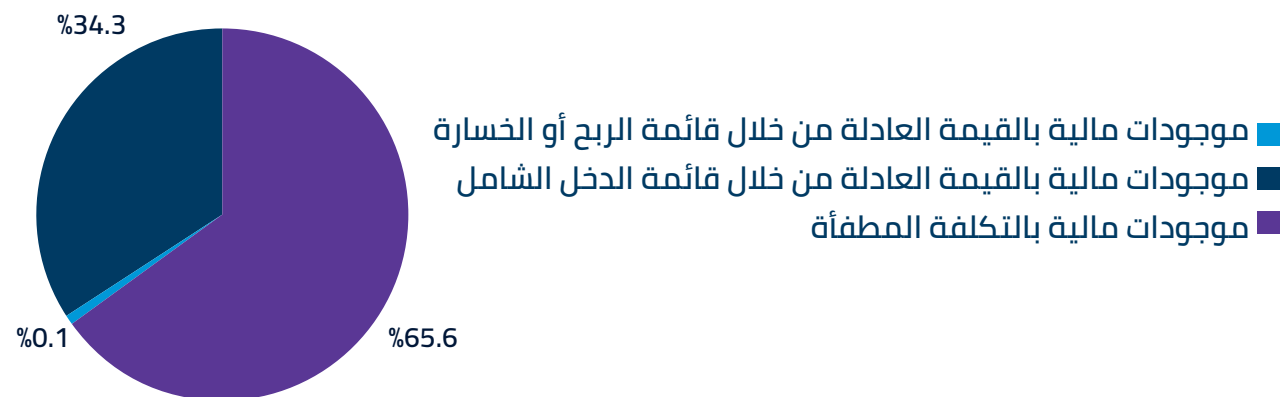 %34.3
موجودات مالية بالقيمة العادلة من خلال قائمة الربح أو الخسارة
موجودات مالية بالقيمة العادلة من خلال قائمة الدخل الشامل
موجودات مالية بالتكلفة المطفأة
%0.1
%65.6